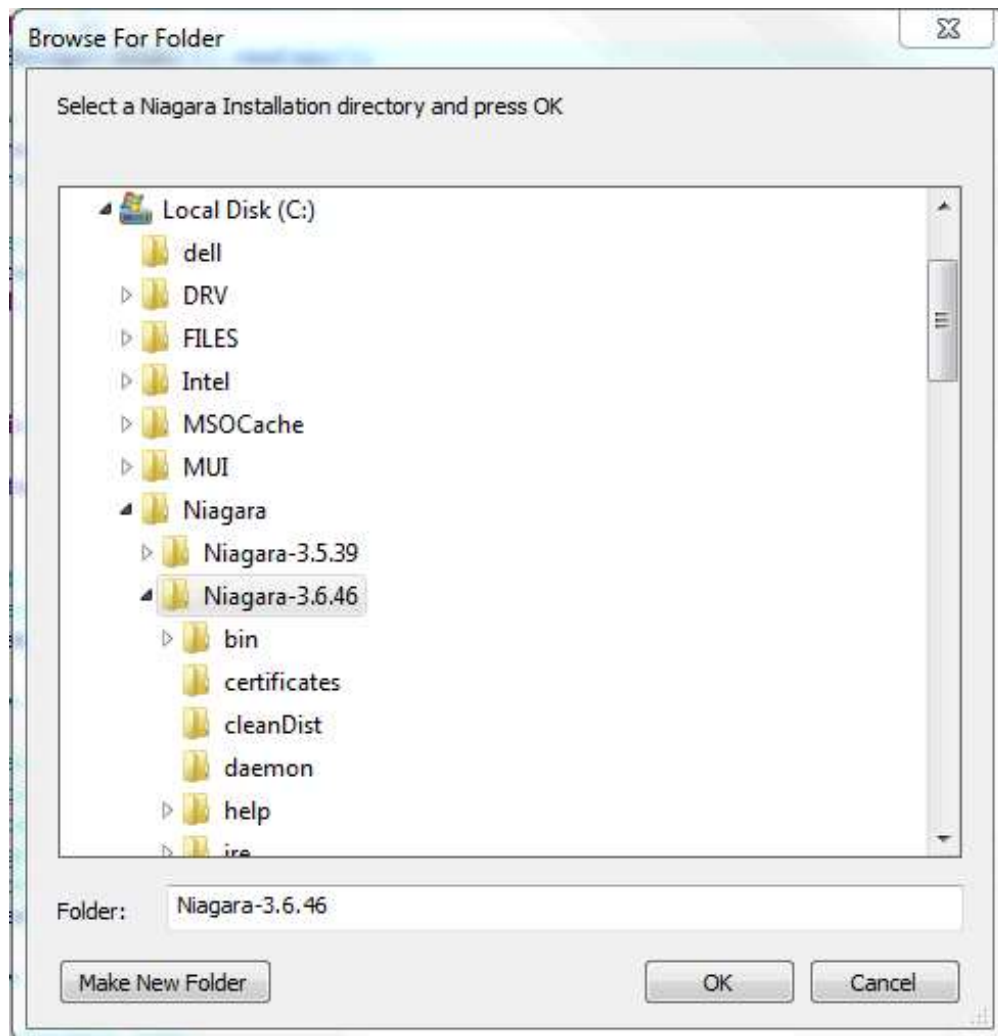 Browse For Folder
Select a Niagara Installation directory and press OK
Local Disk (C:)
dell
DRV
FILES
Intel
MSOCache
MUI
Niagara
Niagara-3.5.39
Niagara-3.6.46
bin
certificates
cleanDist
daemon
help
jre
Folder: Niagara-3.6.46
Make New Folder OK Cancel